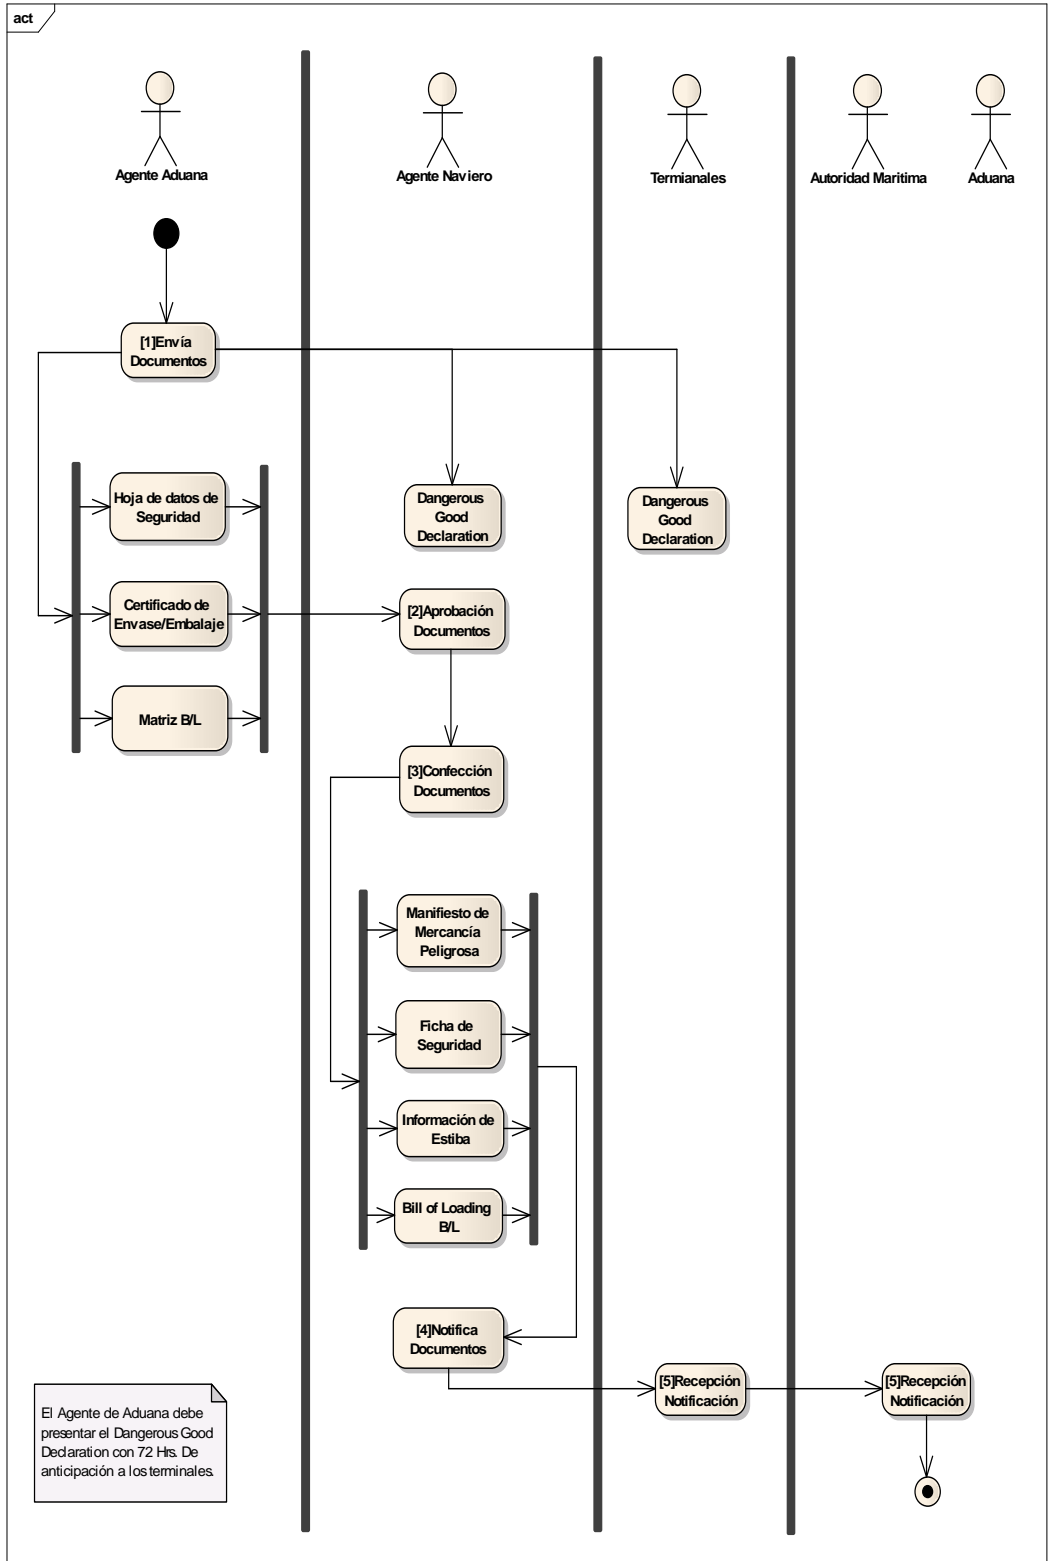 act
Agente Aduana
Agente Naviero
Termianales
Autoridad Maritima
Aduana
[1]Envía
Documentos
Hoja de datos de
Seguridad
Dangerous
Good
Declaration
Dangerous
Good
Declaration
Certificado de
Envase/Embalaje
[2]Aprobación
Documentos
Matriz B/L
[3]Confección
Documentos
Manifiesto de
Mercancía
Peligrosa
Ficha de
Seguridad
Información de
Estiba
Bill of Loading
B/L
[4]Notifica
Documentos
[5]Recepción
Notificación
[5]Recepción
Notificación
El Agente de Aduana debe
presentar el Dangerous Good
Declaration con 72 Hrs. De
anticipación a los terminales.